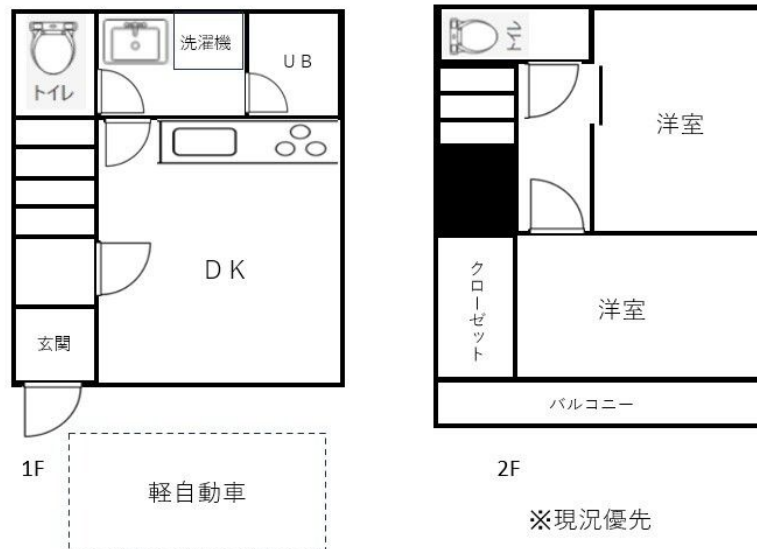 トイレ
洗濯機
UB
DK
玄関
1F
軽自動車
トイレ
洋室
クローゼット
洋室
バルコニー
2F
※現況優先